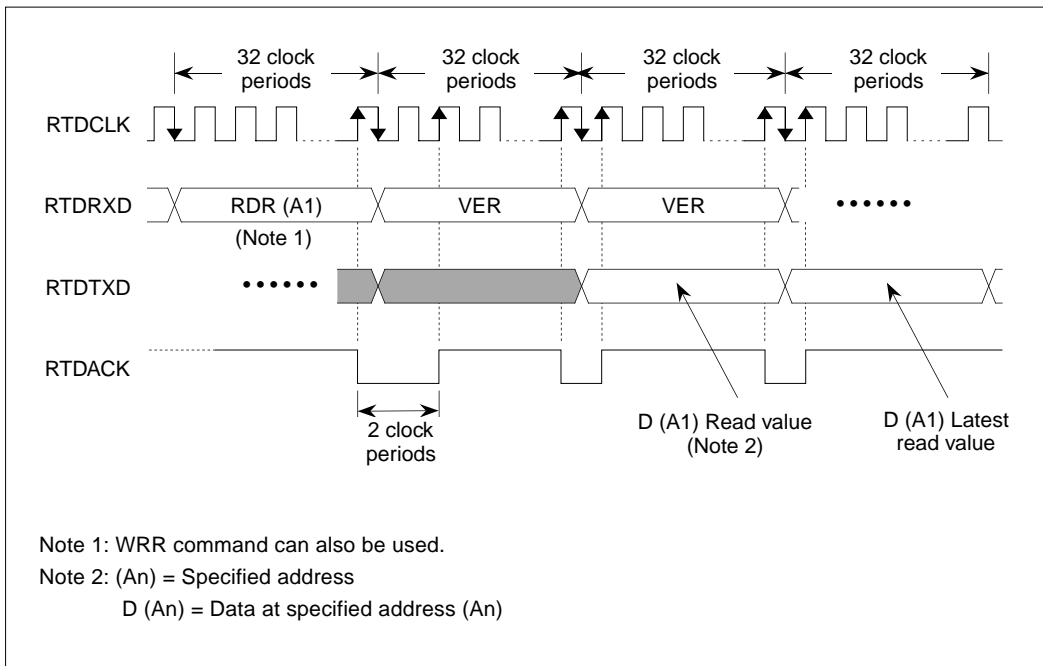 32 clock periods
32 clock periods
32 clock periods
32 clock periods
RTDCLK
RTDRXD
RDR (A1)
(Note 1)
VER
VER
••••••
RTDTXD
••••••
RTDACK
2 clock periods
D (A1) Read value
(Note 2)
D (A1) Latest
read value
Note 1: WRR command can also be used.
Note 2: (An) = Specified address
D (An) = Data at specified address (An)